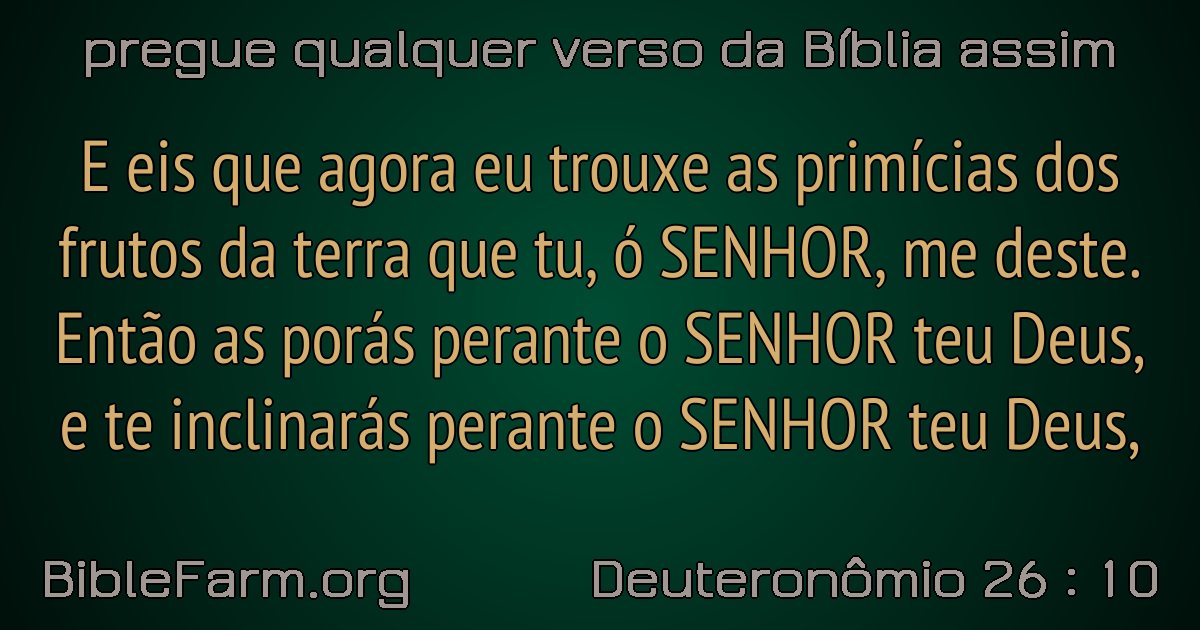 pregue qualquer verso da Bíblia assim
E eis que agora eu trouxe as primícias dos
frutos da terra que tu, ó SENHOR, me deste.
Então as porás perante o SENHOR teu Deus,
e te inclinarás perante o SENHOR teu Deus,
BibleFarm.org
Deuteronômio 26 : 10